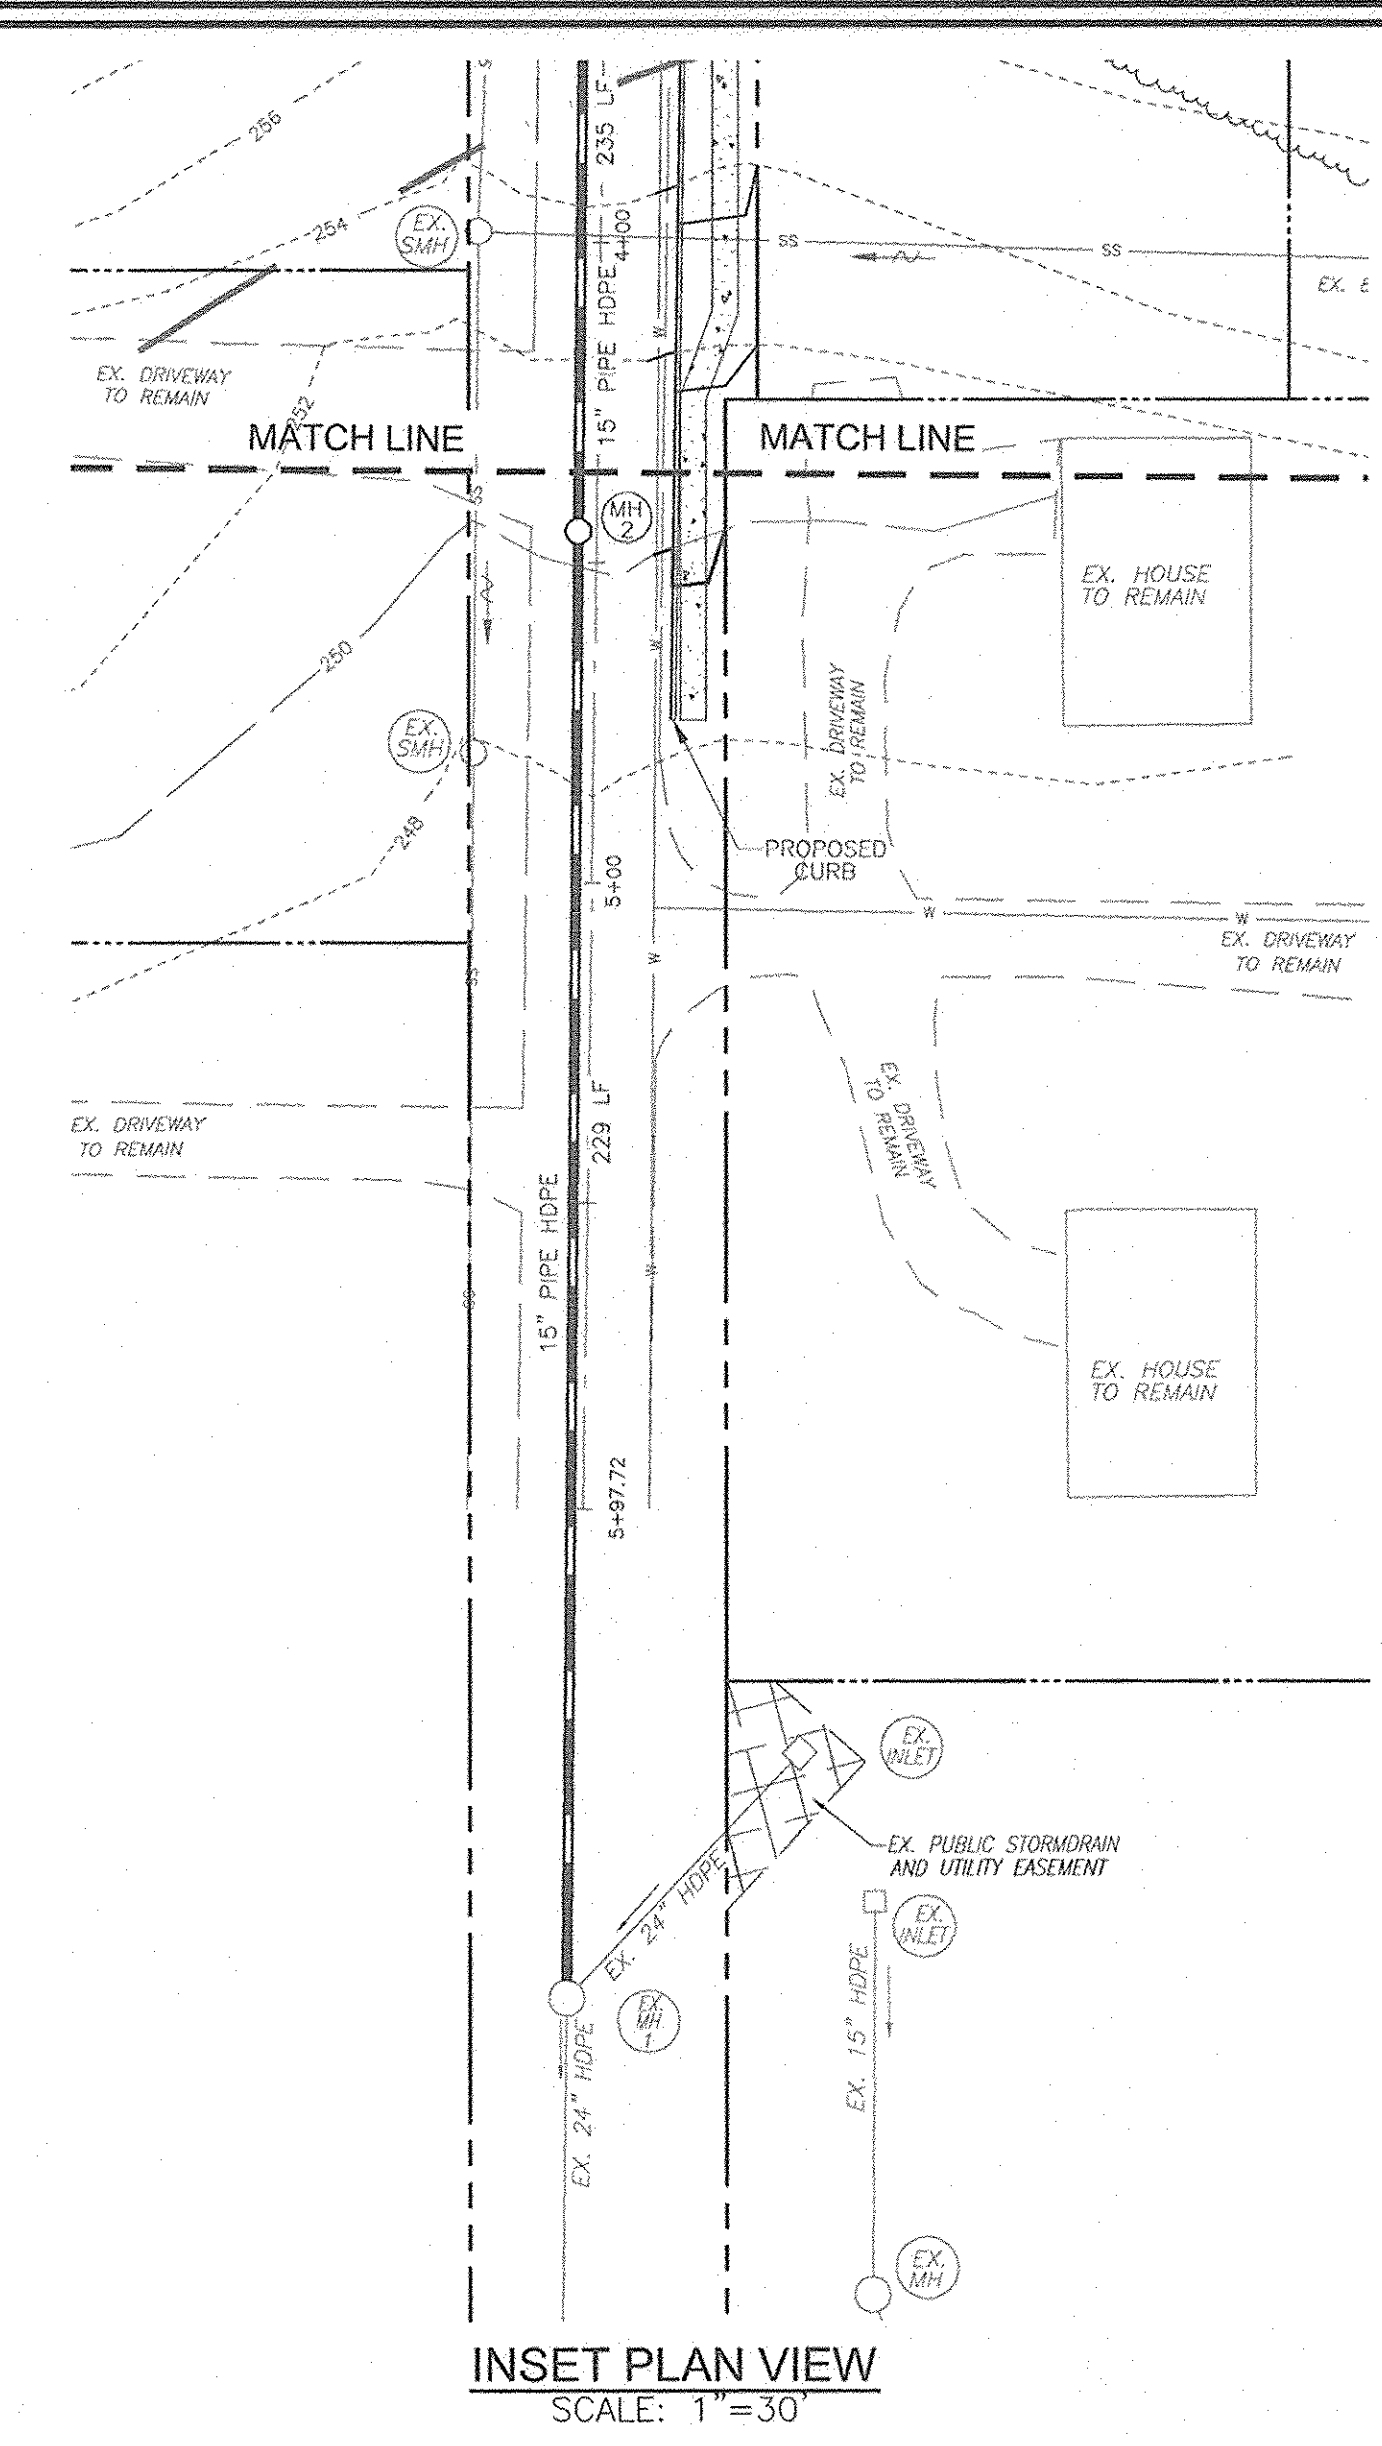 256
235 LF
254
EX.
SMH
4+00
SS
SS
15" PIPE HDPE
W
EX. DRIVEWAY
TO REMAIN
252
MATCH LINE
MATCH LINE
SS
MH
2
EX. HOUSE
TO REMAIN
250
W
EX. DRIVEWAY
TO REMAIN
EX.
SMH
248
PROPOSED
CURB
5+00
W
W
EX. DRIVEWAY
TO REMAIN
W
SS
229 LF
EX. DRIVEWAY
TO REMAIN
EX. DRIVEWAY
TO REMAIN
15" PIPE HDPE
W
SS
EX. HOUSE
TO REMAIN
5+97.72
EX.
INLET
EX. PUBLIC STORMDRAIN
AND UTILITY EASEMENT
EX. 24" HDPE
EX.
INLET
EX. 15" HDPE
EX.
MH
1
EX. 24" HDPE
EX.
MH
INSET PLAN VIEW
SCALE: 1"=30'